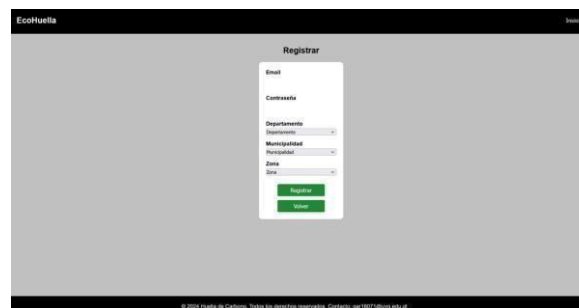 EcoHuella
Registrar
Email
Contraseña
Departamento
Departamento
Municipalidad
Municipalidad
Zona
Zona
Registrar
Volver
© 2024 Huella de Carbono. Todos los derechos reservados. Contacto: